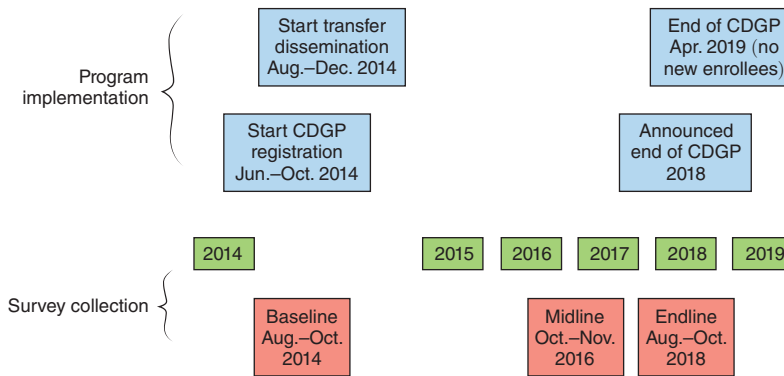 Program
implementation
Start transfer
dissemination
Aug.–Dec. 2014
End of CDGP
Apr. 2019 (no
new enrollees)
Start CDGP
registration
Jun.–Oct. 2014
Announced
end of CDGP
2018
2014
2015
2016
2017
2018
2019
Survey collection
Baseline
Aug.–Oct.
2014
Midline
Oct.–Nov.
2016
Endline
Aug.–Oct.
2018